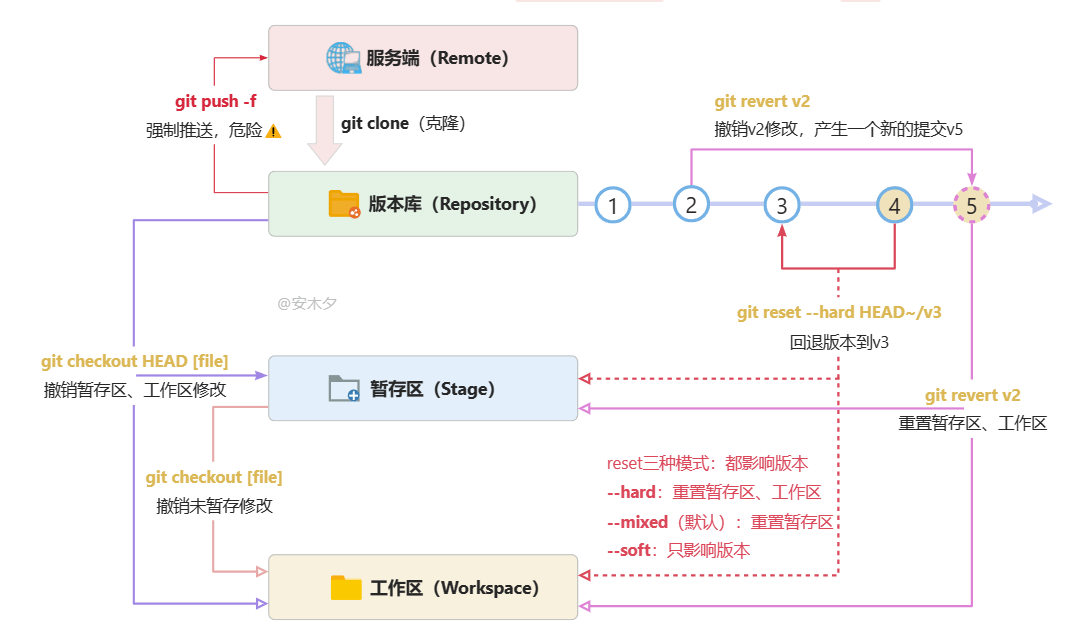 服务端（Remote）
git push -f
强制推送，危险
git clone（克隆）
git revert v2
撤销v2修改，产生一个新的提交v5
版本库（Repository）
1
2
3
4
5
@安木夕
git reset --hard HEAD~/v3
回退版本到v3
git checkout HEAD [file]
撤销暂存区、工作区修改
暂存区（Stage）
git revert v2
重置暂存区、工作区
git checkout [file]
撤销未暂存修改
reset三种模式：都影响版本
--hard：重置暂存区、工作区
--mixed（默认）：重置暂存区
--soft：只影响版本
工作区（Workspace）